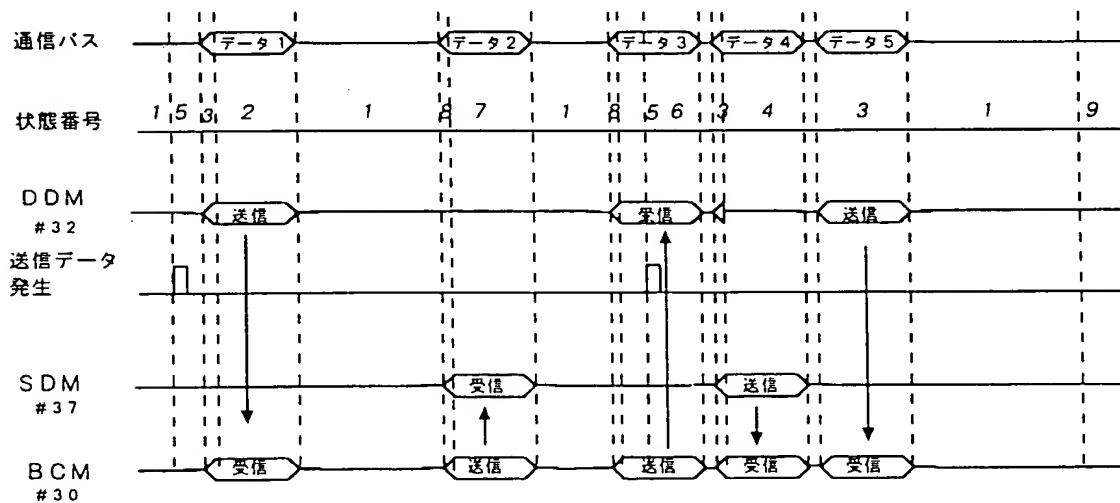 通信バス データ1 データ2 データ3 データ4 データ5
状態番号 1 5 3 2 1 8 7 1 8 5 6 3 4 3 1 9
DDM 送信 受信 送信
#32
送信データ
発生
SDM 受信 送信
#37
BCM 受信 送信 送信 受信 受信
#30